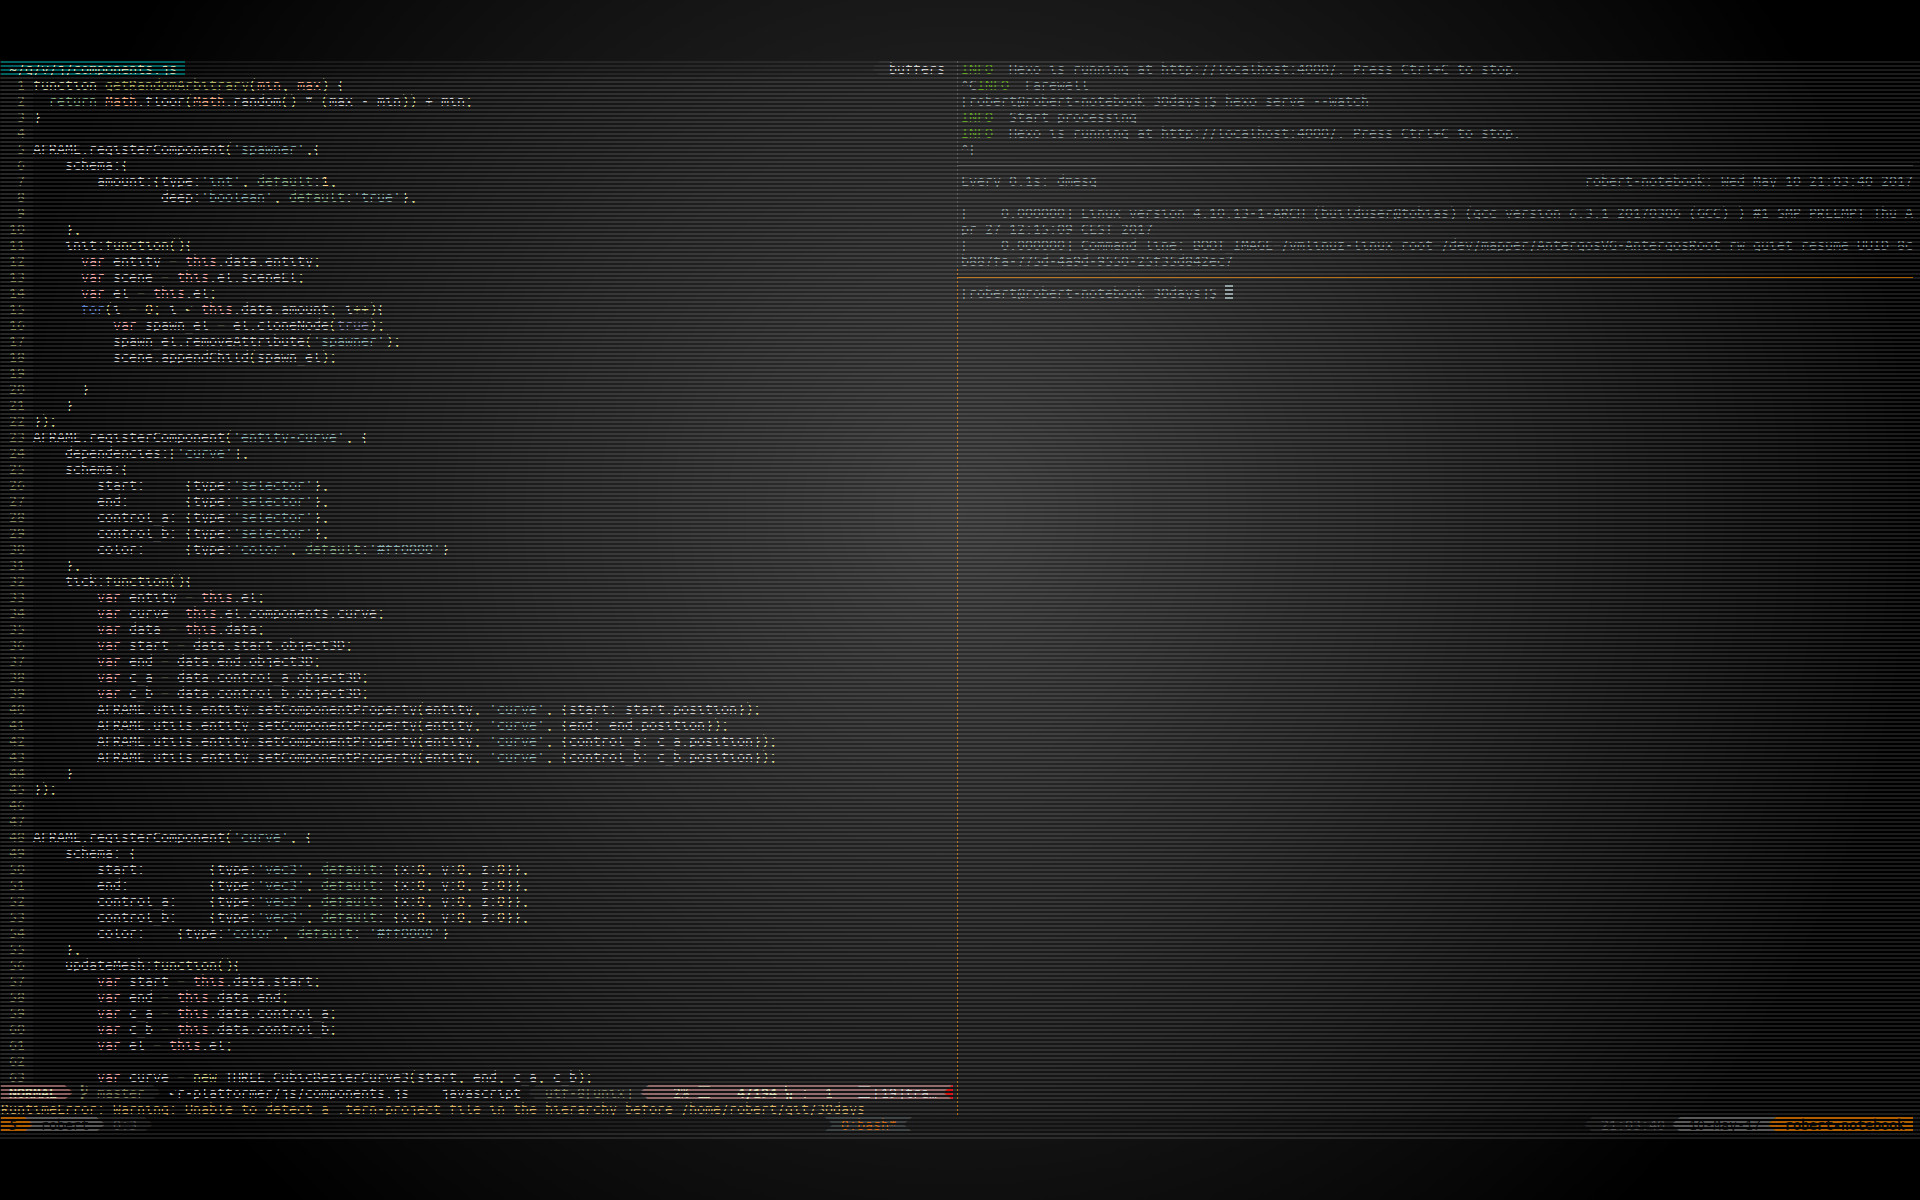 ~/g/v/j/components.js
buffers
1 function getRandomArbitrary(min, max) {
2   return Math.floor(Math.random() * (max - min)) + min;
3 }
4
5 AFRAME.registerComponent('spawner',{
6     schema:{
7         amount:{type:'int', default:1,
8                 deep:'boolean', default:'true'},
9
10     },
11     init:function(){
12       var entity = this.data.entity;
13       var scene = this.el.sceneEl;
14       var el = this.el;
15       for(i = 0; i < this.data.amount; i++){
16           var spawn_el = el.cloneNode(true);
17           spawn_el.removeAttribute('spawner');
18           scene.appendChild(spawn_el);
19
20       }
21     }
22 });
23 AFRAME.registerComponent('entity-curve', {
24     dependencies:['curve'],
25     schema:{
26         start:     {type:'selector'},
27         end:       {type:'selector'},
28         control_a: {type:'selector'},
29         control_b: {type:'selector'},
30         color:     {type:'color', default:'#ff0000'}
31     },
32     tick:function(){
33         var entity = this.el;
34         var curve= this.el.components.curve;
35         var data = this.data;
36         var start = data.start.object3D;
37         var end = data.end.object3D;
38         var c_a = data.control_a.object3D;
39         var c_b = data.control_b.object3D;
40         AFRAME.utils.entity.setComponentProperty(entity, 'curve', {start: start.position});
41         AFRAME.utils.entity.setComponentProperty(entity, 'curve', {end: end.position});
42         AFRAME.utils.entity.setComponentProperty(entity, 'curve', {control_a: c_a.position});
43         AFRAME.utils.entity.setComponentProperty(entity, 'curve', {control_b: c_b.position});
44     }
45 });
46
47
48 AFRAME.registerComponent('curve', {
49     schema: {
50         start:        {type:'vec3', default: {x:0, y:0, z:0}},
51         end:          {type:'vec3', default: {x:0, y:0, z:0}},
52         control_a:    {type:'vec3', default: {x:0, y:0, z:0}},
53         control_b:    {type:'vec3', default: {x:0, y:0, z:0}},
54         color:    {type:'color', default: '#ff0000'}
55     },
56     updateMesh:function(){
57         var start = this.data.start;
58         var end = this.data.end;
59         var c_a = this.data.control_a;
60         var c_b = this.data.control_b;
61         var el = this.el;
62
63         var curve = new THREE.CubicBezierCurve3(start, end, c_a, c_b);
NORMAL master <r-platformer/js/components.js javascript utf-8[unix] 2% 4/194
RuntimeError: Warning: Unable to detect a .tern-project file in the hierarchy before /home/robert/git/30days
INFO  Hexo is running at http://localhost:4000/. Press Ctrl+C to stop.
^CINFO  Farewell
[robert@robert-notebook 30days]$ hexo serve --watch
INFO  Start processing
INFO  Hexo is running at http://localhost:4000/. Press Ctrl+C to stop.
Every 0.1s: dmesg robert-notebook: Wed May 10 21:03:40 2017
[    0.000000] Linux version 4.10.13-1-ARCH (builduser@tobias) (gcc version 6.3.1 20170306 (GCC) ) #1 SMP PREEMPT Thu A
pr 27 12:15:09 CEST 2017
[    0.000000] Command line: BOOT_IMAGE=/vmlinuz-linux root=/dev/mapper/AntergosVG-AntergosRoot rw quiet resume=UUID=
[robert@robert-notebook 30days]$
robert 0:bash* 10-May-17 robert-notebook